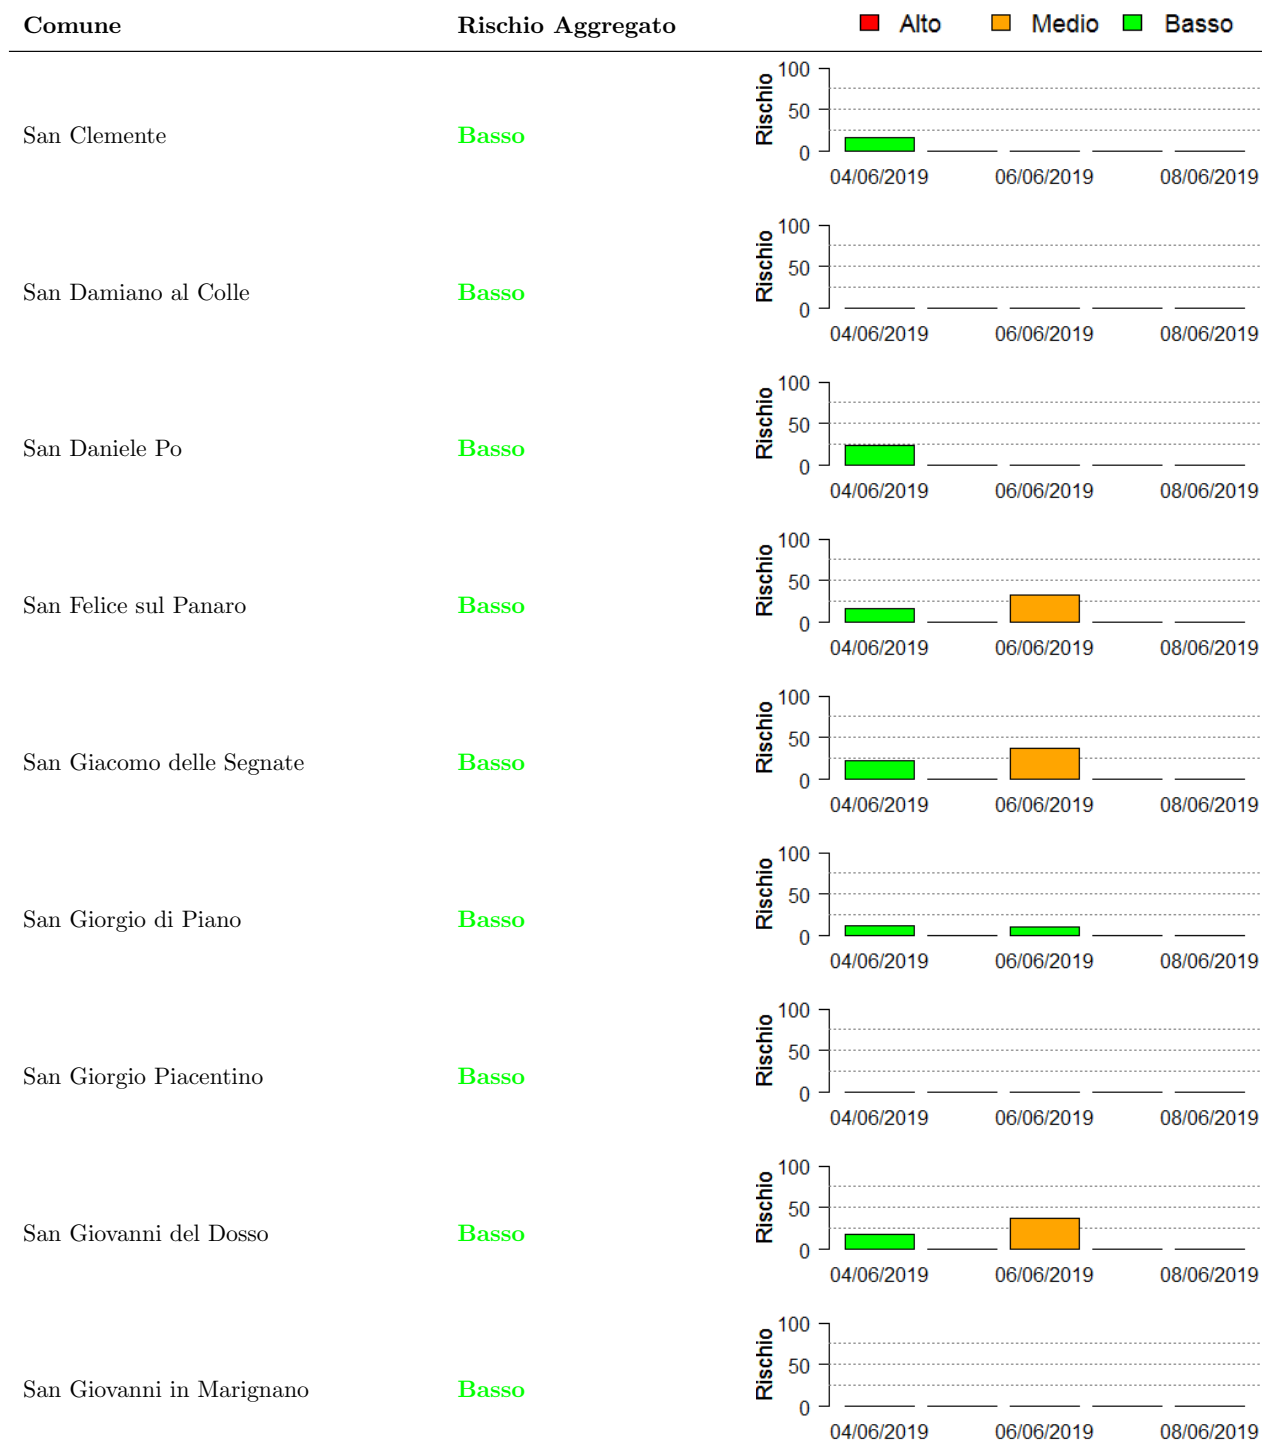 Comune Rischio Aggregato Alto Medio Basso
San Clemente Basso
Rischio
100
50
0
04/06/2019 06/06/2019 08/06/2019
San Damiano al Colle Basso
Rischio
100
50
0
04/06/2019 06/06/2019 08/06/2019
San Daniele Po Basso
Rischio
100
50
0
04/06/2019 06/06/2019 08/06/2019
San Felice sul Panaro Basso
Rischio
100
50
0
04/06/2019 06/06/2019 08/06/2019
San Giacomo delle Segnate Basso
Rischio
100
50
0
04/06/2019 06/06/2019 08/06/2019
San Giorgio di Piano Basso
Rischio
100
50
0
04/06/2019 06/06/2019 08/06/2019
San Giorgio Piacentino Basso
Rischio
100
50
0
04/06/2019 06/06/2019 08/06/2019
San Giovanni del Dosso Basso
Rischio
100
50
0
04/06/2019 06/06/2019 08/06/2019
San Giovanni in Marignano Basso
Rischio
100
50
0
04/06/2019 06/06/2019 08/06/2019